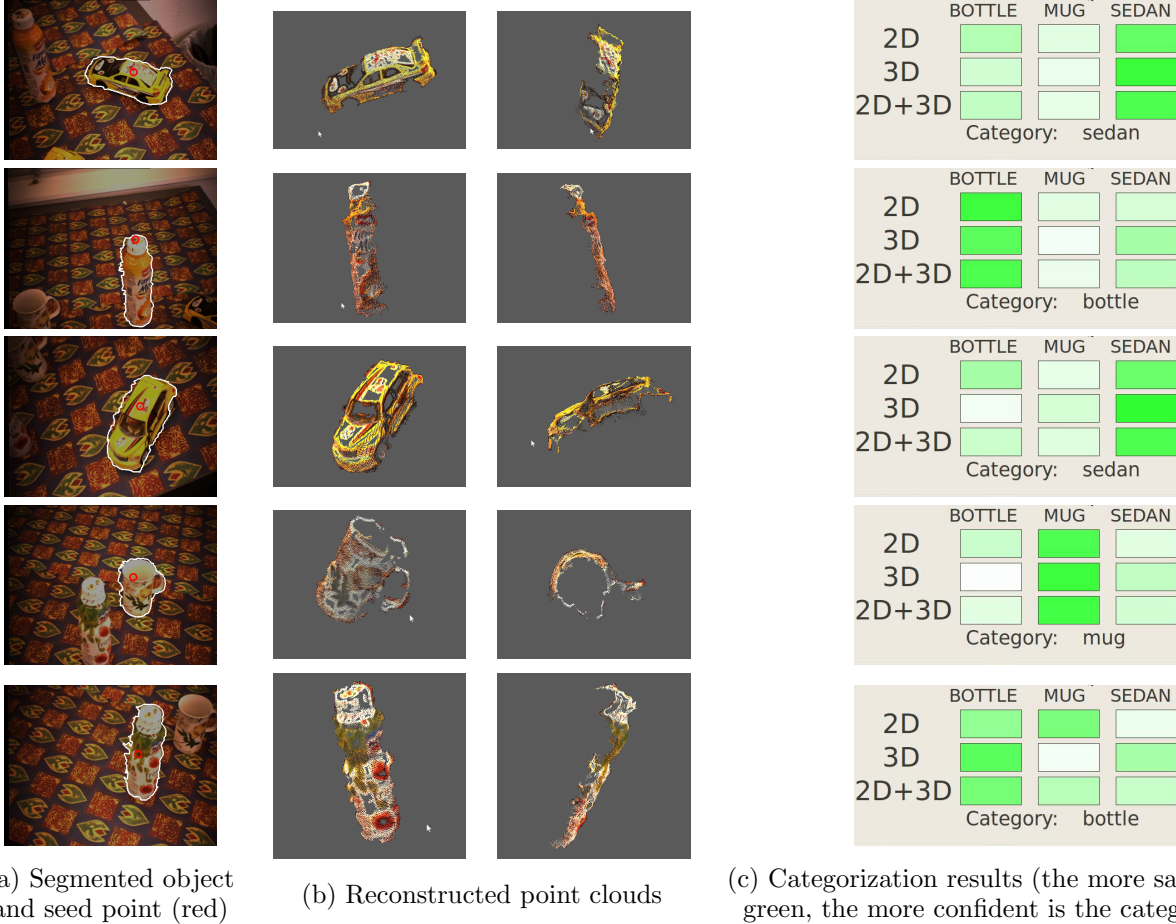 BOTTLE MUG SEDAN
2D
3D
2D+3D
Category: sedan
BOTTLE MUG SEDAN
2D
3D
2D+3D
Category: bottle
BOTTLE MUG SEDAN
2D
3D
2D+3D
Category: sedan
BOTTLE MUG SEDAN
2D
3D
2D+3D
Category: mug
BOTTLE MUG SEDAN
2D
3D
2D+3D
Category: bottle
a) Segmented object
and seed point (red)
(b) Reconstructed point clouds
(c) Categorization results (the more sa
green, the more confident is the categ